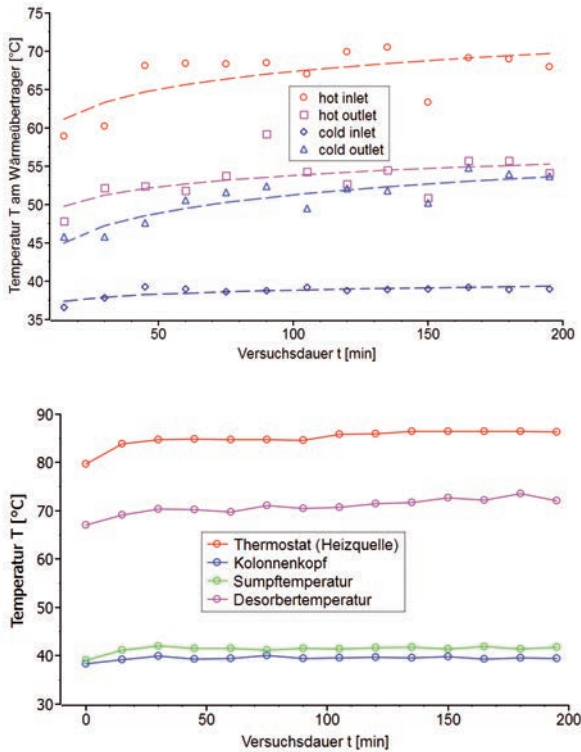 Temperatur T am Wärmeübertrager [°C]
75
70
65
60
55
50
45
40
35
hot inlet
hot outlet
cold inlet
cold outlet
50 100 150 200
Versuchsdauer t [min]
Temperatur T [°C]
90
80
70
60
50
40
30
Thermostat (Heizquelle)
Kolonnenkopf
Sumpftemperatur
Desorbertemperatur
0 50 100 150 200
Versuchsdauer t [min]